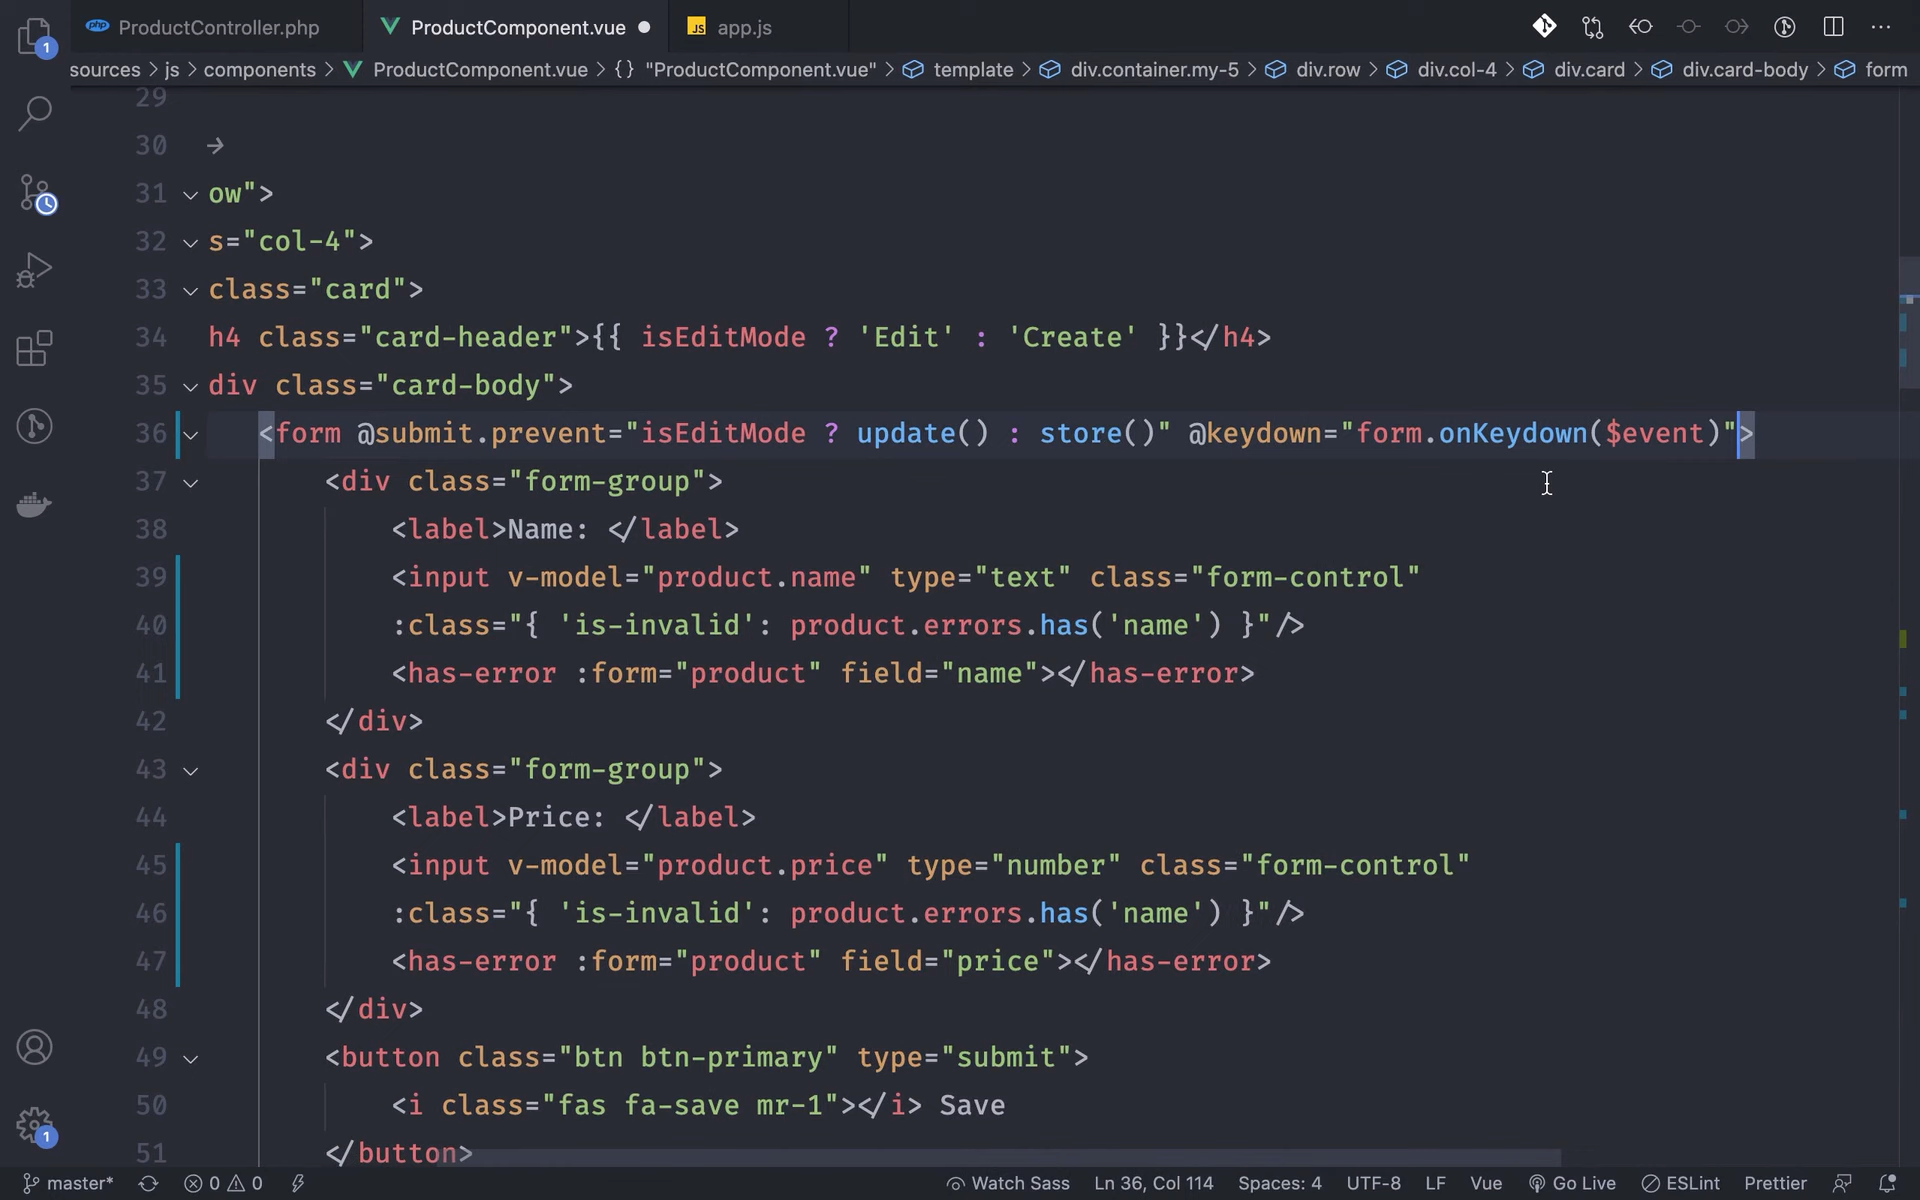 1
php ProductController.php
ProductComponent.vue
JS app.js
sources > js > components > ProductComponent.vue > {} "ProductComponent.vue" > template > div.container.my-5 > div.row > div.col-4 > div.card > div.card-body > form
29
30 ->
31 ow">
32 s="col-4">
33 class="card">
34 h4 class="card-header">{{ isEditMode ? 'Edit' : 'Create' }}</h4>
35 div class="card-body">
36 <form @submit.prevent="isEditMode ? update() : store()" @keydown="form.onKeydown($event)">
37 <div class="form-group">
38 <label>Name: </label>
39 <input v-model="product.name" type="text" class="form-control"
40 :class="{ 'is-invalid': product.errors.has('name') }"/>
41 <has-error :form="product" field="name"></has-error>
42 </div>
43 <div class="form-group">
44 <label>Price: </label>
45 <input v-model="product.price" type="number" class="form-control"
46 :class="{ 'is-invalid': product.errors.has('name') }"/>
47 <has-error :form="product" field="price"></has-error>
48 </div>
49 <button class="btn btn-primary" type="submit">
50 <i class="fas fa-save mr-1"></i> Save
51 </button>
1
master* 0 0 Watch Sass Ln 36, Col 114 Spaces: 4 UTF-8 LF Vue Go Live ESLint Prettier